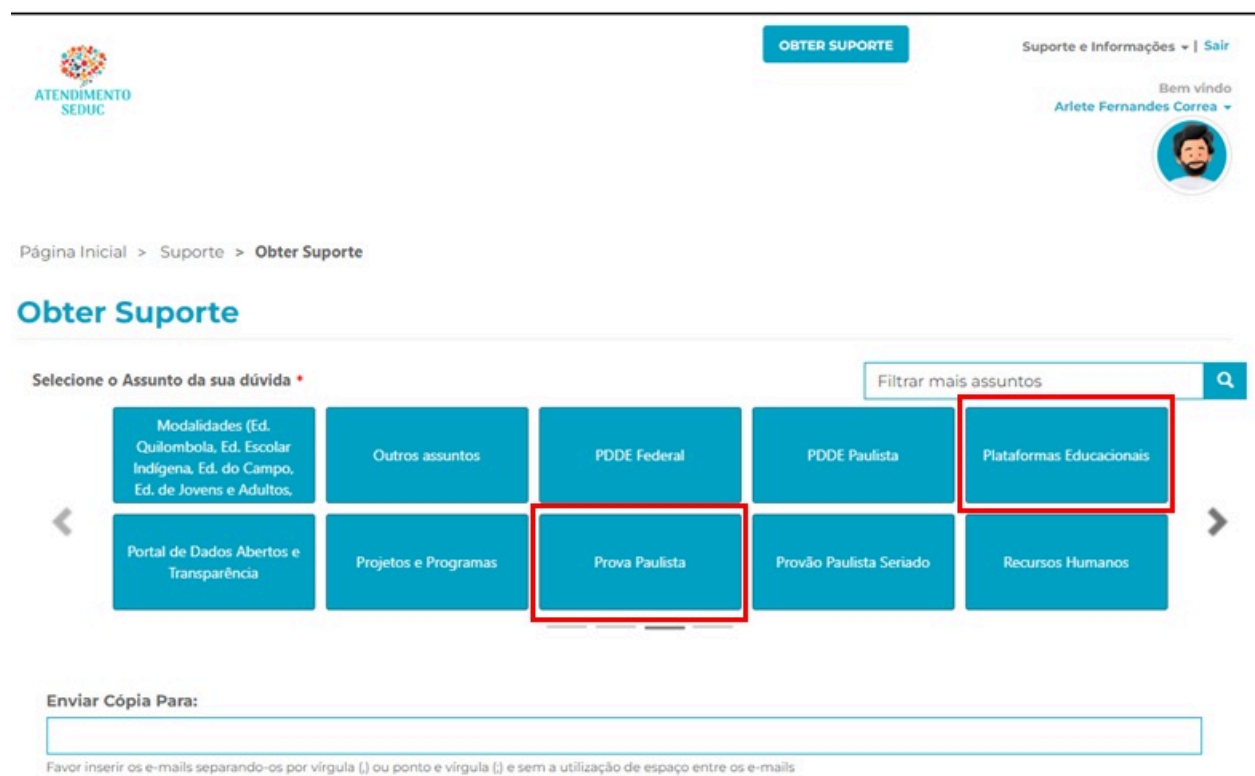 OBTER SUPORTE
Suporte e Informações | Sair
ATENDIMENTO
SEDUC
Bem vindo
Arlete Fernandes Correa
Página Inicial > Suporte > Obter Suporte
Obter Suporte
Selecione o Assunto da sua dúvida *
Filtrar mais assuntos
Modalidades (Ed.
Quilombola, Ed. Escolar
Indígena, Ed. do Campo,
Ed. de Jovens e Adultos,
Outros assuntos
PDDE Federal
PDDE Paulista
Plataformas Educacionais
Portal de Dados Abertos e
Transparência
Projetos e Programas
Prova Paulista
Provão Paulista Seriado
Recursos Humanos
Enviar Cópia Para:
Favor inserir os e-mails separando-os por vírgula (,) ou ponto e vírgula (;) e sem a utilização de espaço entre os e-mails